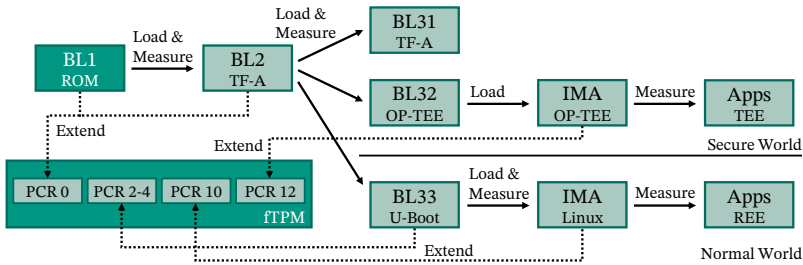 BL31
TF-A
Load &
Measure
Load &
Measure
BL1
ROM
BL2
TF-A
BL32
OP-TEE
Load
IMA
OP-TEE
Measure
Apps
TEE
Extend
Extend
Secure World
PCR 0
PCR 2-4
PCR 10
PCR 12
fTPM
BL33
U-Boot
Load &
Measure
IMA
Linux
Measure
Apps
REE
Extend
Normal World